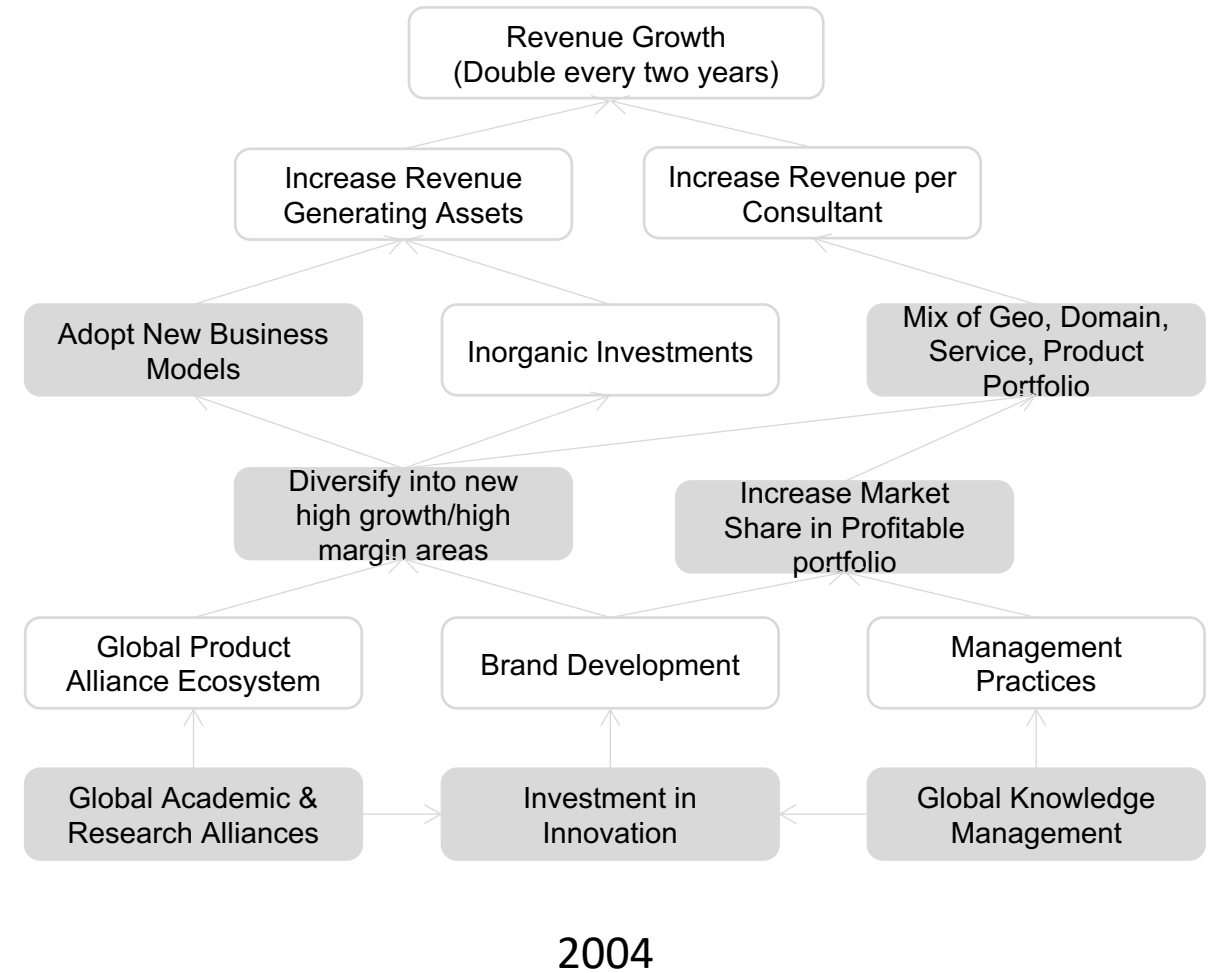 Revenue Growth
(Double every two years)
Increase Revenue
Generating Assets
Increase Revenue per
Consultant
Adopt New Business
Models
Inorganic Investments
Mix of Geo, Domain,
Service, Product
Portfolio
Diversify into new
high growth/high
margin areas
Increase Market
Share in Profitable
portfolio
Global Product
Alliance Ecosystem
Brand Development
Management
Practices
Global Academic &
Research Alliances
Investment in
Innovation
Global Knowledge
Management
2004